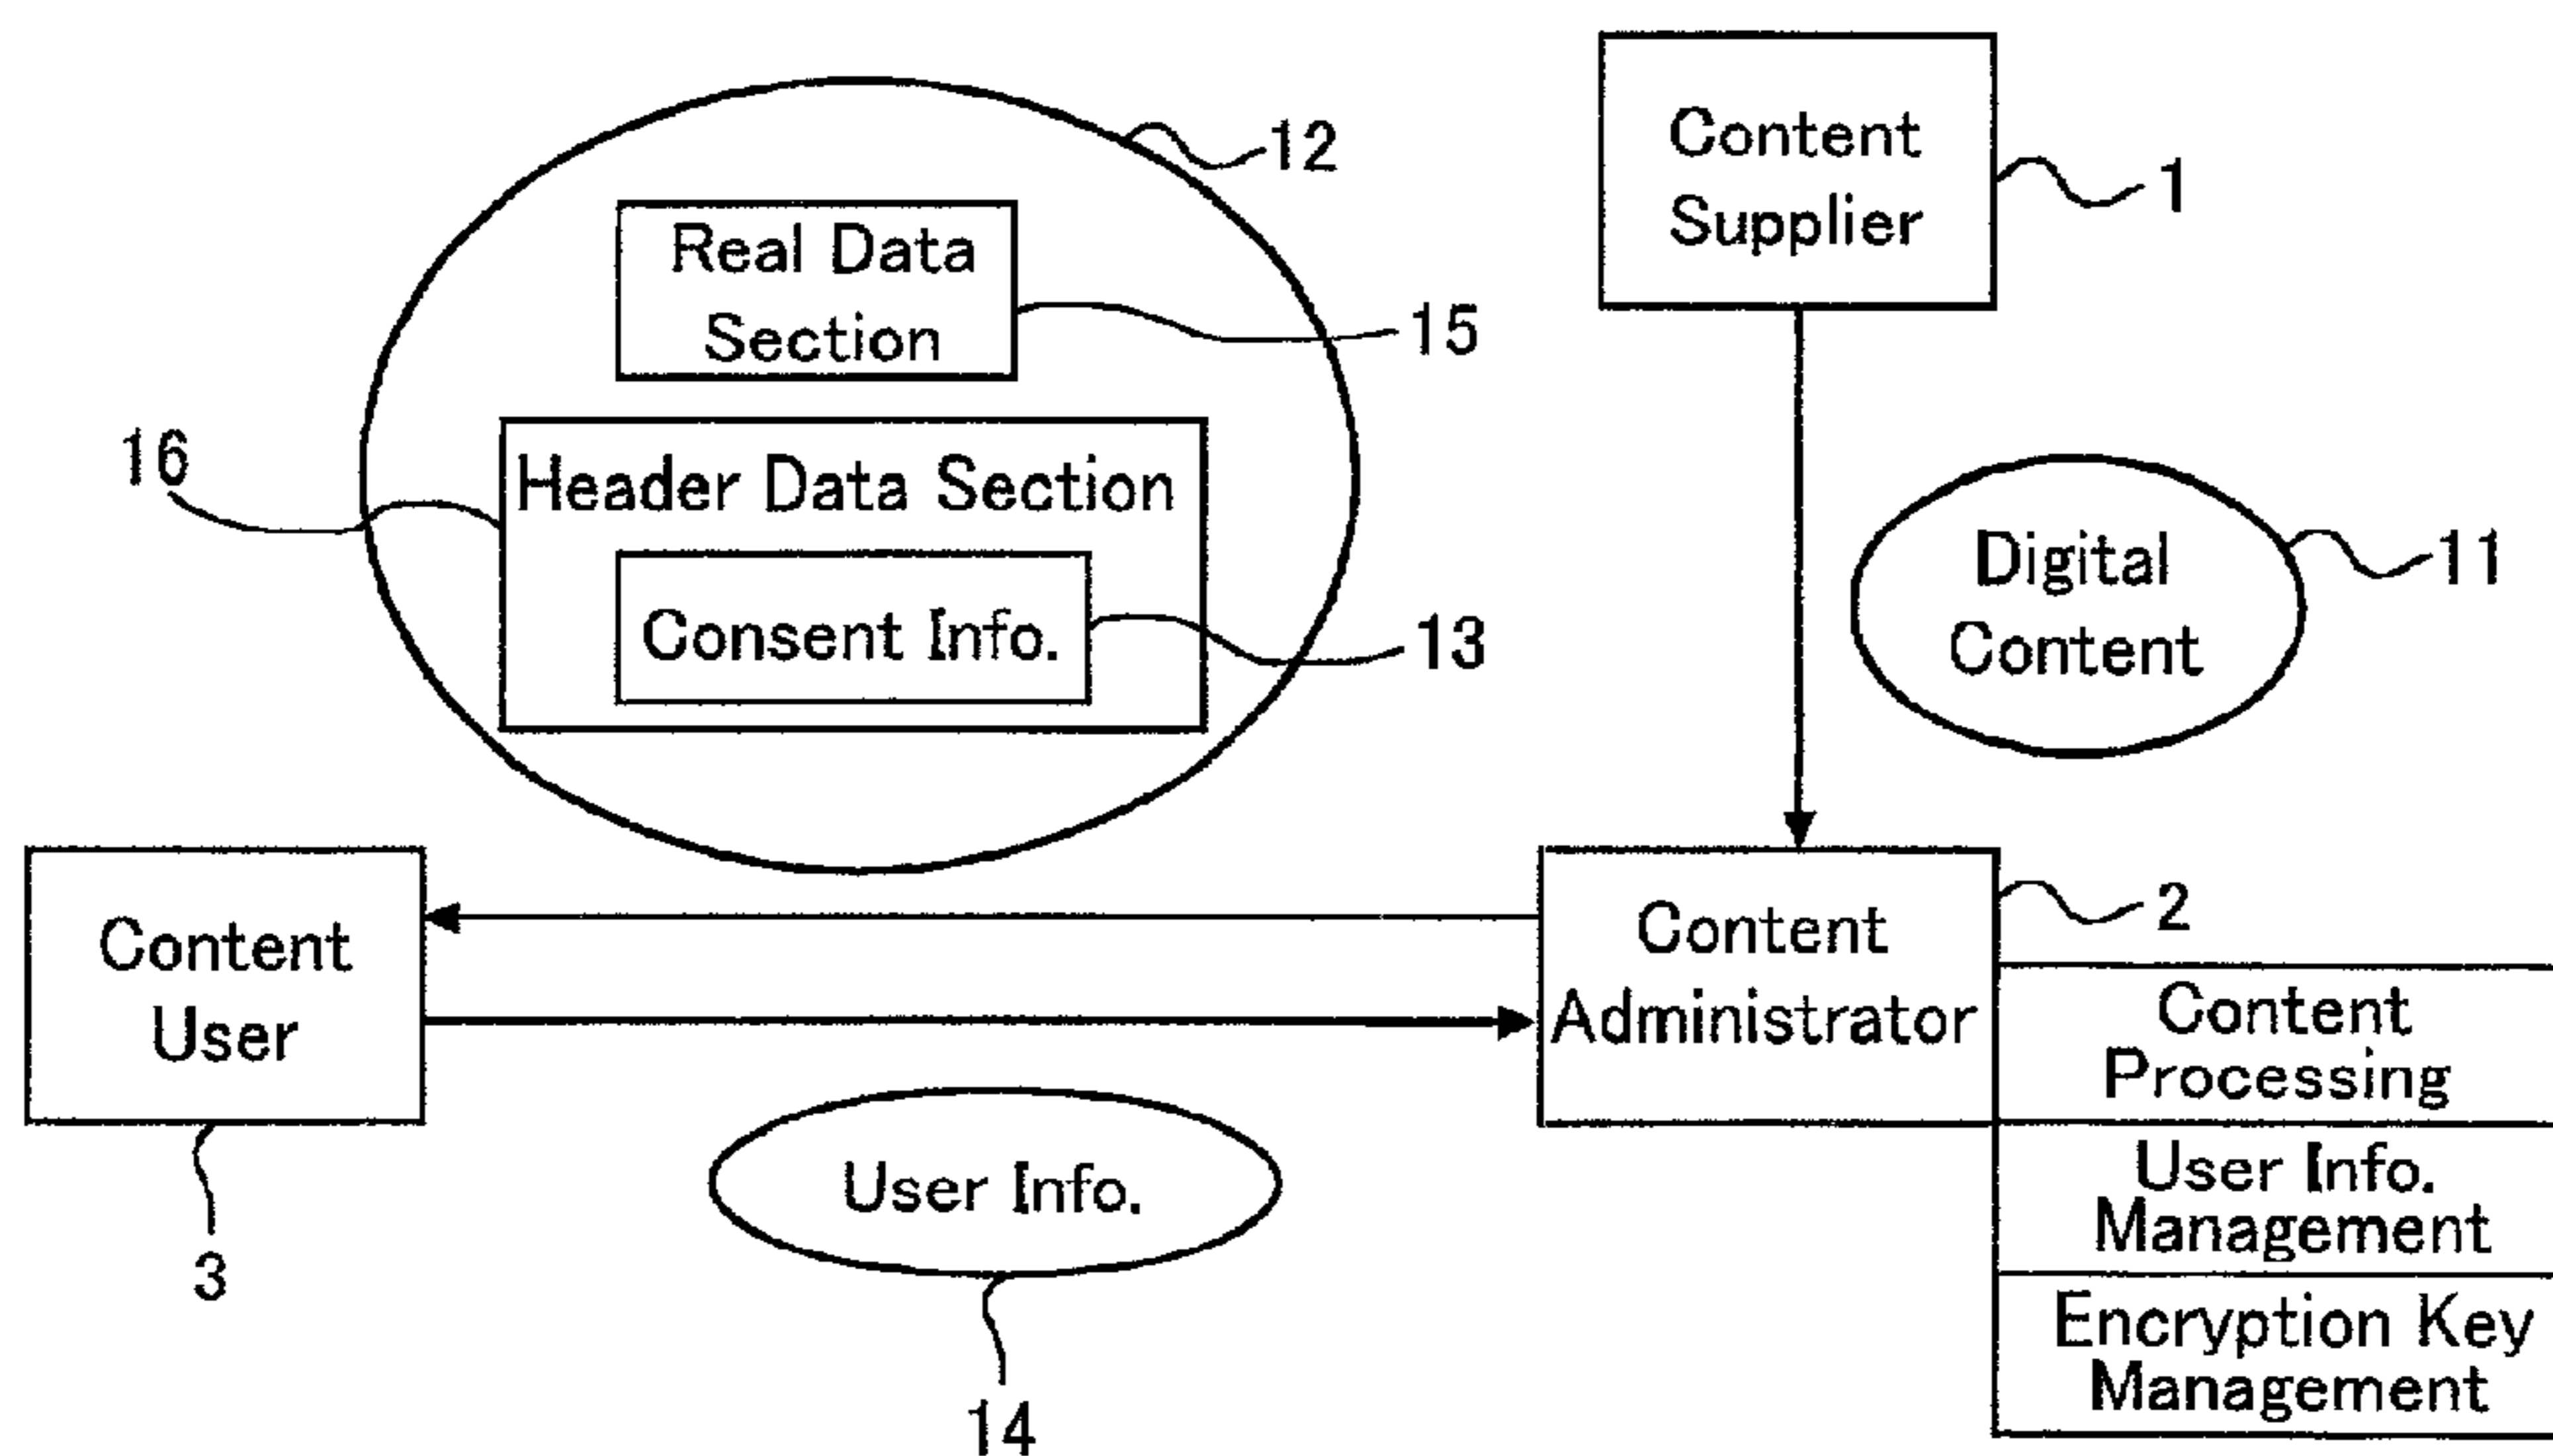 12
Real Data
Section
15
16
Header Data Section
Consent Info.
13
Content
Supplier
1
Digital
Content
11
Content
User
3
Content
Administrator
2
Content
Processing
User Info.
Management
Encryption Key
Management
User Info.
14